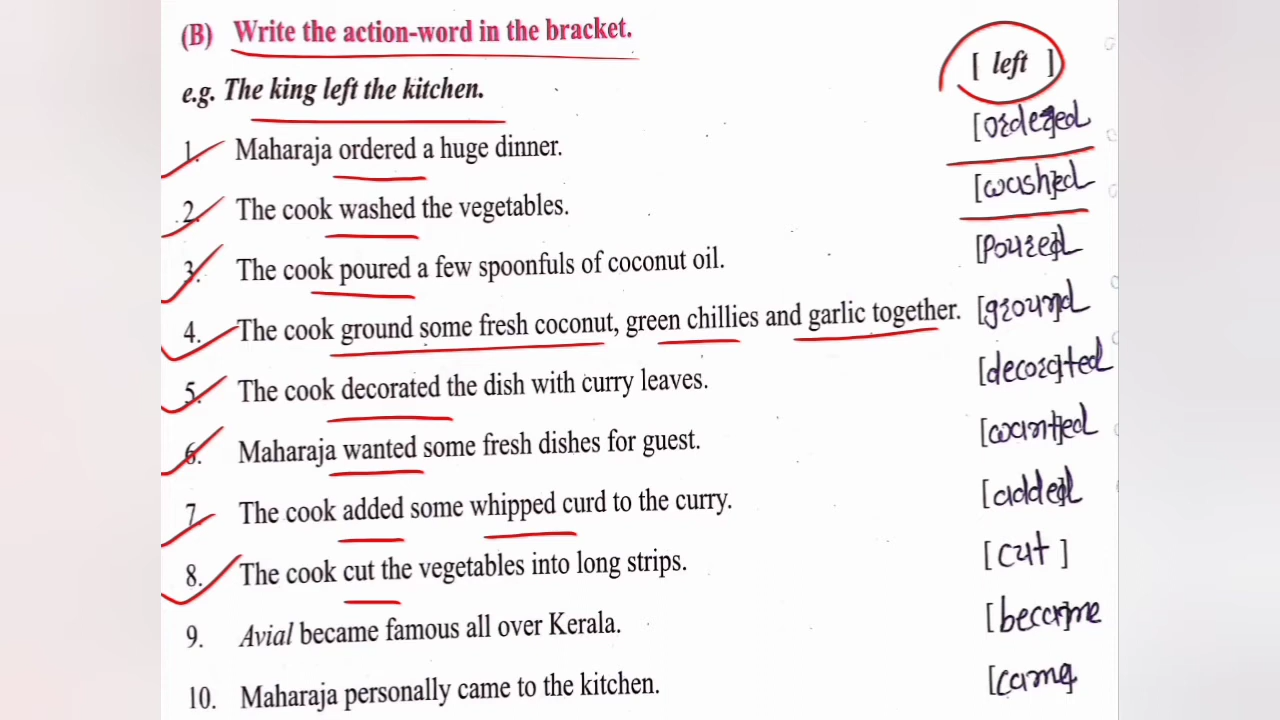 (B) Write the action-word in the bracket.
e.g. The king left the kitchen. [ left ]
1. Maharaja ordered a huge dinner. [ordered]
2. The cook washed the vegetables. [washed]
3. The cook poured a few spoonfuls of coconut oil. [Poured]
4. The cook ground some fresh coconut, green chillies and garlic together. [ground]
5. The cook decorated the dish with curry leaves. [decorated]
6. Maharaja wanted some fresh dishes for guest. [wanted]
7. The cook added some whipped curd to the curry. [added]
8. The cook cut the vegetables into long strips. [cut]
9. Avial became famous all over Kerala. [became]
10. Maharaja personally came to the kitchen. [came]